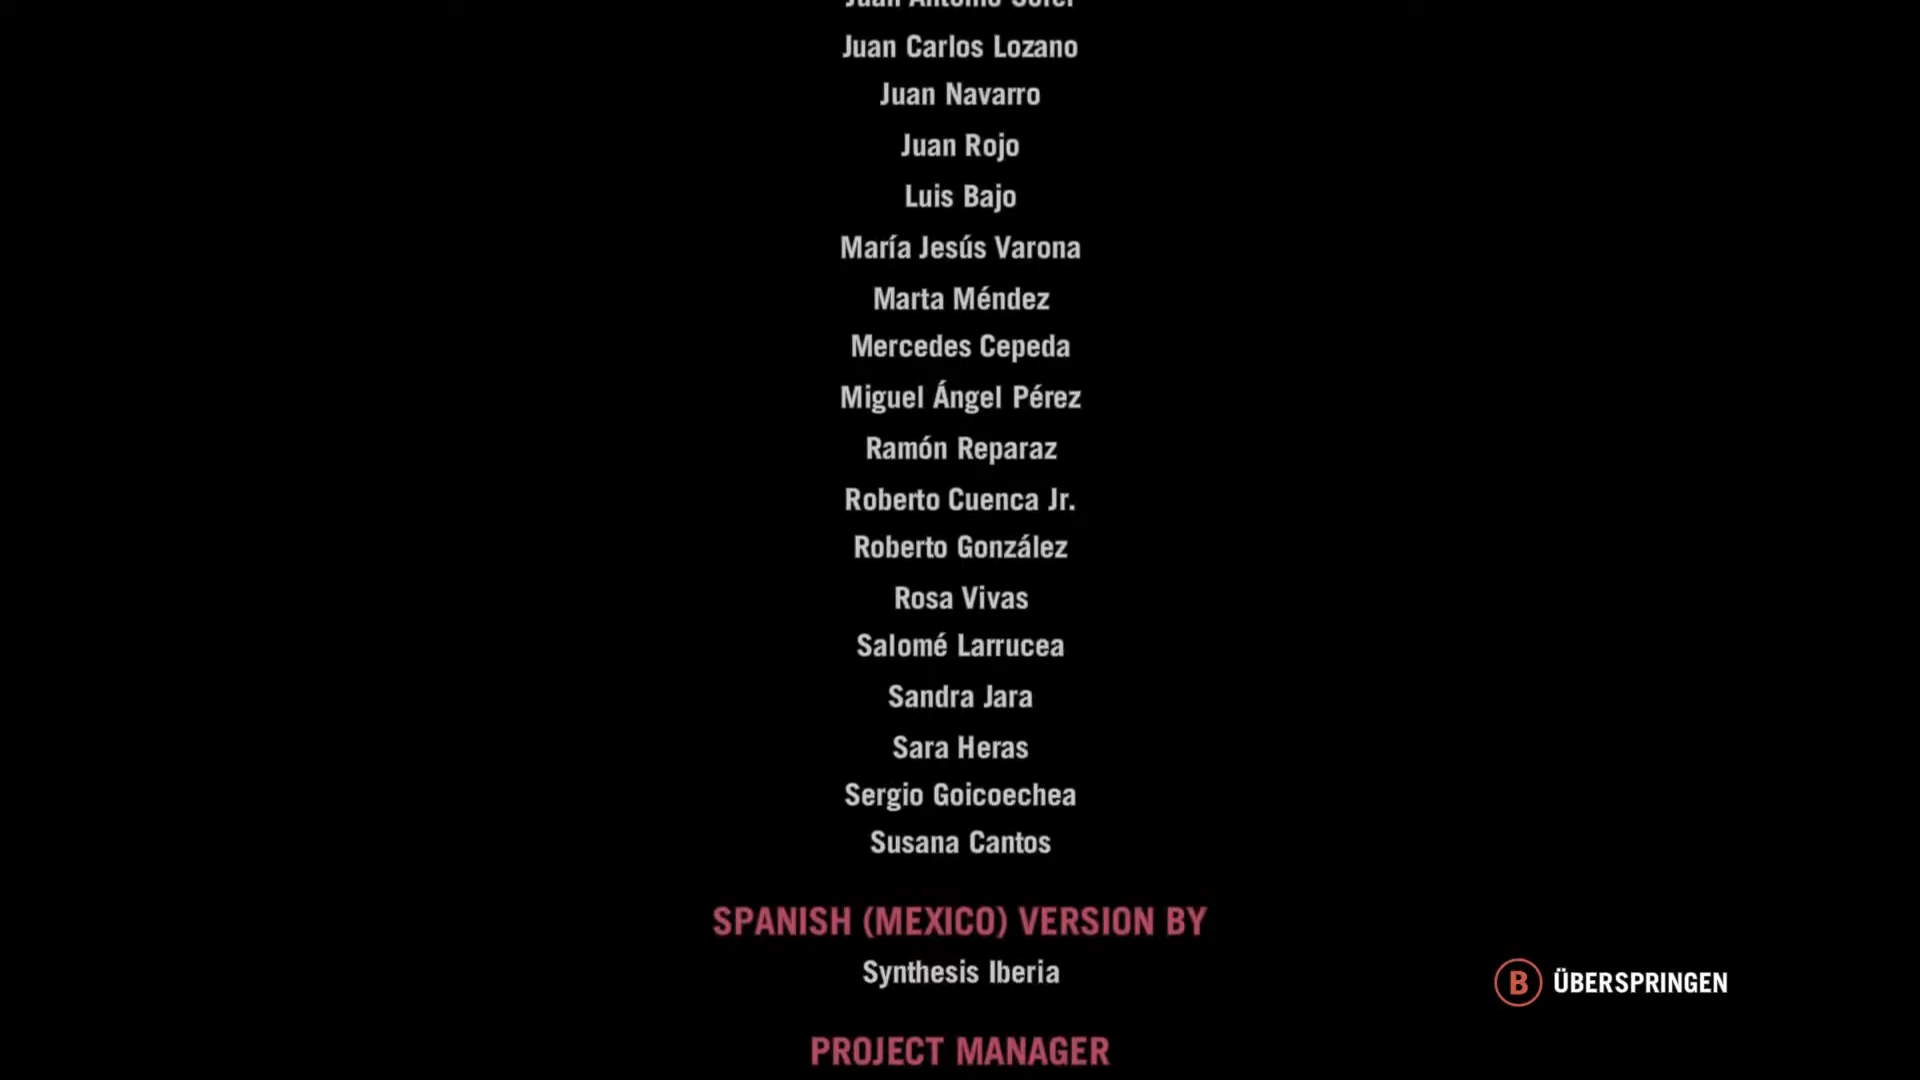 Juan Carlos Lozano
Juan Navarro
Juan Rojo
Luis Bajo
María Jesús Varona
Marta Méndez
Mercedes Cepeda
Miguel Ángel Pérez
Ramón Reparaz
Roberto Cuenca Jr.
Roberto González
Rosa Vivas
Salomé Larrucea
Sandra Jara
Sara Heras
Sergio Goicoechea
Susana Cantos
SPANISH (MEXICO) VERSION BY
Synthesis Iberia
B ÜBERSPRINGEN
PROJECT MANAGER